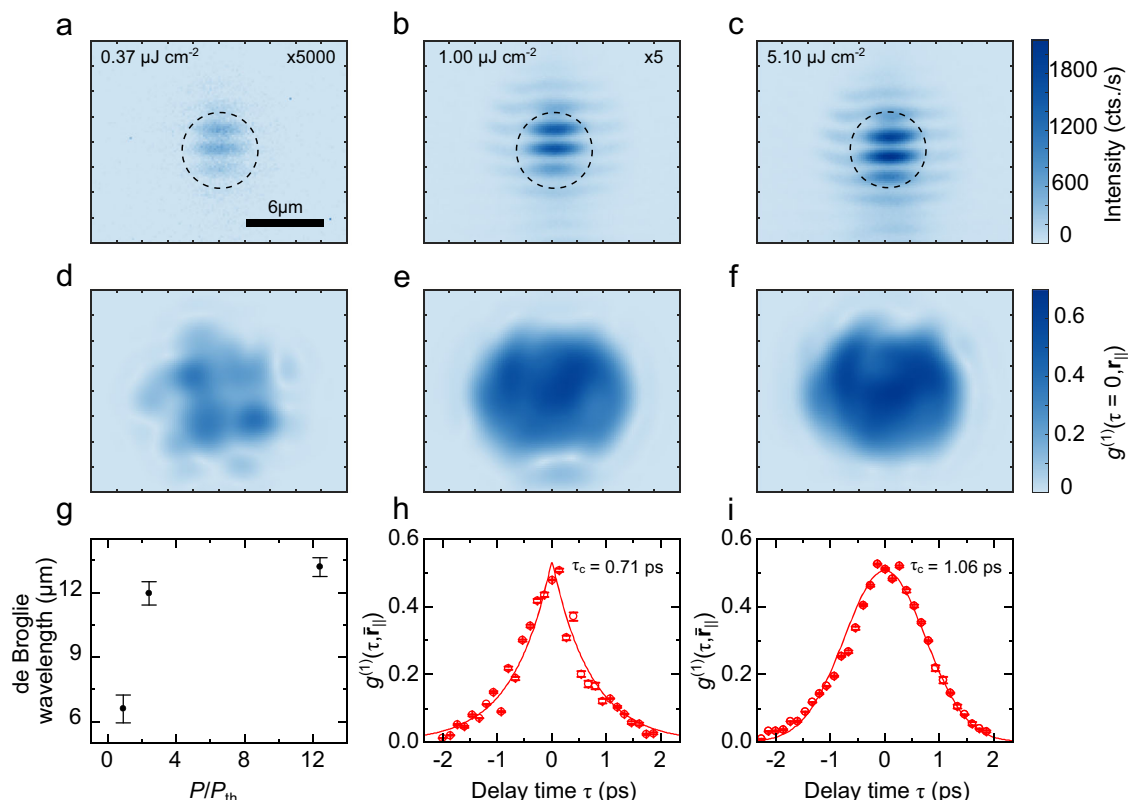 a
b
c
0.37 µJ cm-2
x5000
1.00 µJ cm-2
x5
5.10 µJ cm-2
6µm
1800
1200
600
0
Intensity (cts./s)
d
e
f
0.6
0.4
0.2
0
g(1)(τ = 0,r||)
g
h
i
12
9
6
de Broglie
wavelength (µm)
0
4
8
12
P/Pth
0.6
0.4
0.2
0.0
g(1)(τ,r̄||)
τc = 0.71 ps
-2
-1
0
1
2
Delay time τ (ps)
0.6
0.4
0.2
0.0
g(1)(τ,r̄||)
τc = 1.06 ps
-2
-1
0
1
2
Delay time τ (ps)